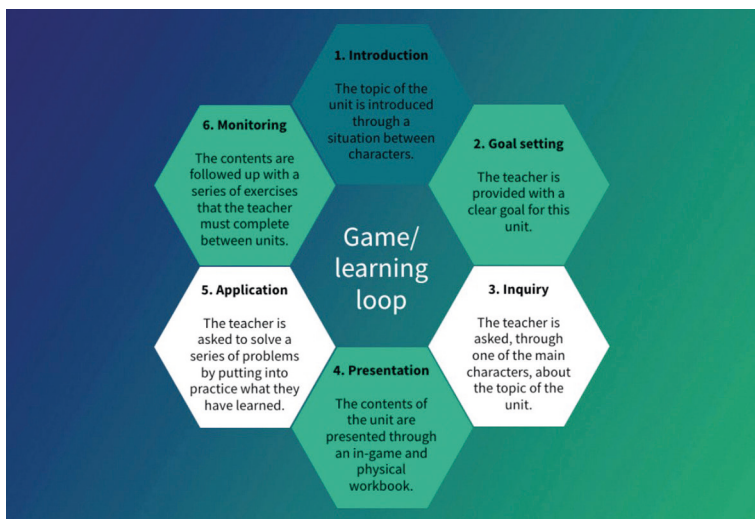 1. Introduction
The topic of the
unit is introduced
through a
situation between
characters.
2. Goal setting
The teacher is
provided with a
clear goal for this
unit.
3. Inquiry
The teacher is
asked, through
one of the main
characters, about
the topic of the
unit.
4. Presentation
The contents of
the unit are
presented through
an in-game and
physical
workbook.
5. Application
The teacher is
asked to solve a
series of problems
by putting into
practice what they
have learned.
6. Monitoring
The contents are
followed up with a
series of exercises
that the teacher
must complete
between units.
Game/
learning
loop